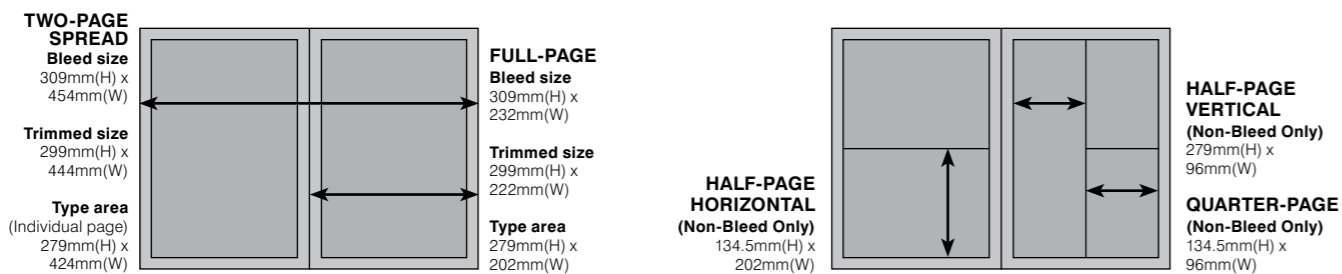 TWO-PAGE
SPREAD
Bleed size
309mm(H) x
454mm(W)
Trimmed size
299mm(H) x
444mm(W)
Type area
(Individual page)
279mm(H) x
424mm(W)
FULL-PAGE
Bleed size
309mm(H) x
232mm(W)
Trimmed size
299mm(H) x
222mm(W)
Type area
279mm(H) x
202mm(W)
HALF-PAGE
HORIZONTAL
(Non-Bleed Only)
134.5mm(H) x
202mm(W)
HALF-PAGE
VERTICAL
(Non-Bleed Only)
279mm(H) x
96mm(W)
QUARTER-PAGE
(Non-Bleed Only)
134.5mm(H) x
96mm(W)